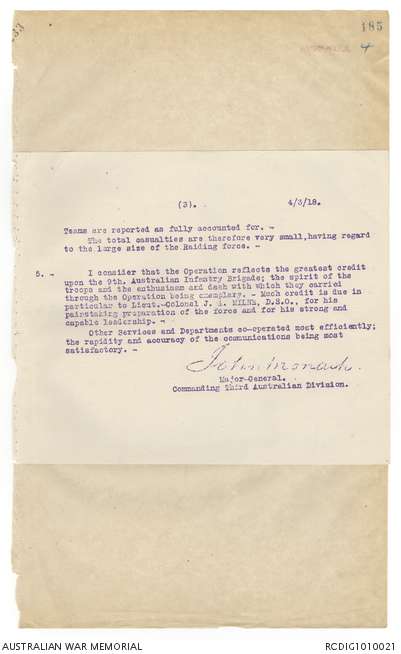 185
4
(3). 4/3/18.
Teams are reported as fully accounted for. -
The total casualties are therefore very small, having regard
to the large size of the Raiding force. -
5. - I consider that the Operation reflects the greatest credit
upon the 9th. Australian Infantry Brigade; the spirit of the
troops and the enthusiasm and dash with which they carried
through the Operation being exemplary. - Much credit is due in
particular to Lieut.-Colonel J. A. MILNE, D.S.O., for his
painstaking preparation of the force and for his strong and
capable leadership. -
Other Services and Departments co-operated most efficiently;
the rapidity and accuracy of the communications being most
satisfactory. -
John Monash.
Major-General.
Commanding Third Australian Division.
AUSTRALIAN WAR MEMORIAL RCDIG1010021